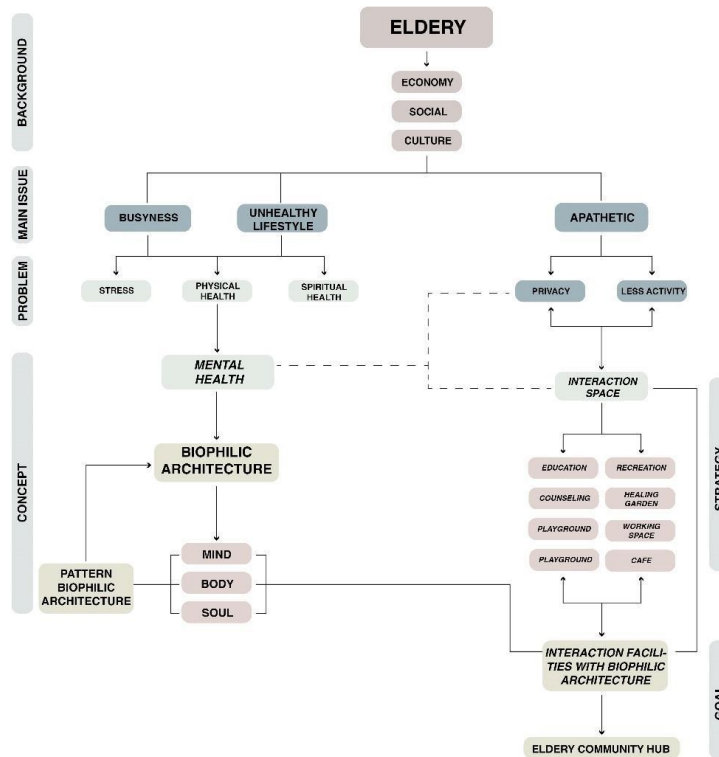 ELDERY
BACKGROUND
ECONOMY
SOCIAL
CULTURE
MAIN ISSUE
BUSYNESS
UNHEALTHY
LIFESTYLE
APATHETIC
PROBLEM
STRESS
PHYSICAL
HEALTH
SPIRITUAL
HEALTH
PRIVACY
LESS ACTIVITY
CONCEPT
MENTAL
HEALTH
INTERACTION
SPACE
STRATEGY
BIOPHILIC
ARCHITECTURE
EDUCATION
RECREATION
COUNSELING
HEALING
GARDEN
PLAYGROUND
WORKING
SPACE
PLAYGROUND
CAFE
MIND
BODY
SOUL
PATTERN
BIOPHILIC
ARCHITECTURE
INTERACTION FACILI-
TIES WITH BIOPHILIC
ARCHITECTURE
GOAL
ELDERY COMMUNITY HUB